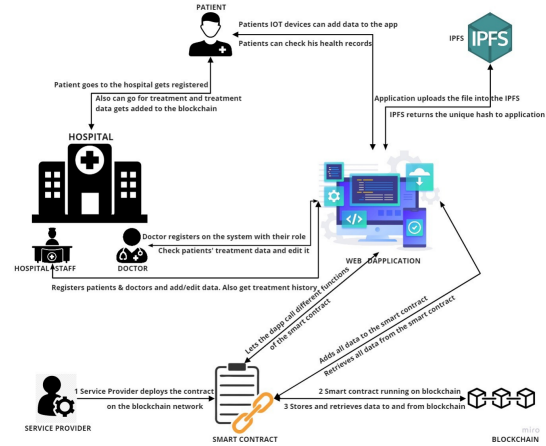 PATIENT
Patients IOT devices can add data to the app
Patients can check his health records
IPFS
IPFS
Patient goes to the hospital gets registered
Also can go for treatment and treatment
data gets added to the blockchain
Application uploads the file into the IPFS
IPFS returns the unique hash to application
HOSPITAL
Doctor registers on the system with their role
Check patients' treatment data and edit it
HOSPITAL STAFF
DOCTOR
WEB DAPPLICATION
Registers patients & doctors and add/edit data. Also get treatment history
Lets the dapp call different functions
of the smart contract
Adds all data to the smart contract
Retrieves all data from the smart contract
1 Service Provider deploys the contract
on the blockchain network
2 Smart contract running on blockchain
3 Stores and retrieves data to and from blockchain
SERVICE PROVIDER
SMART CONTRACT
BLOCKCHAIN
miro